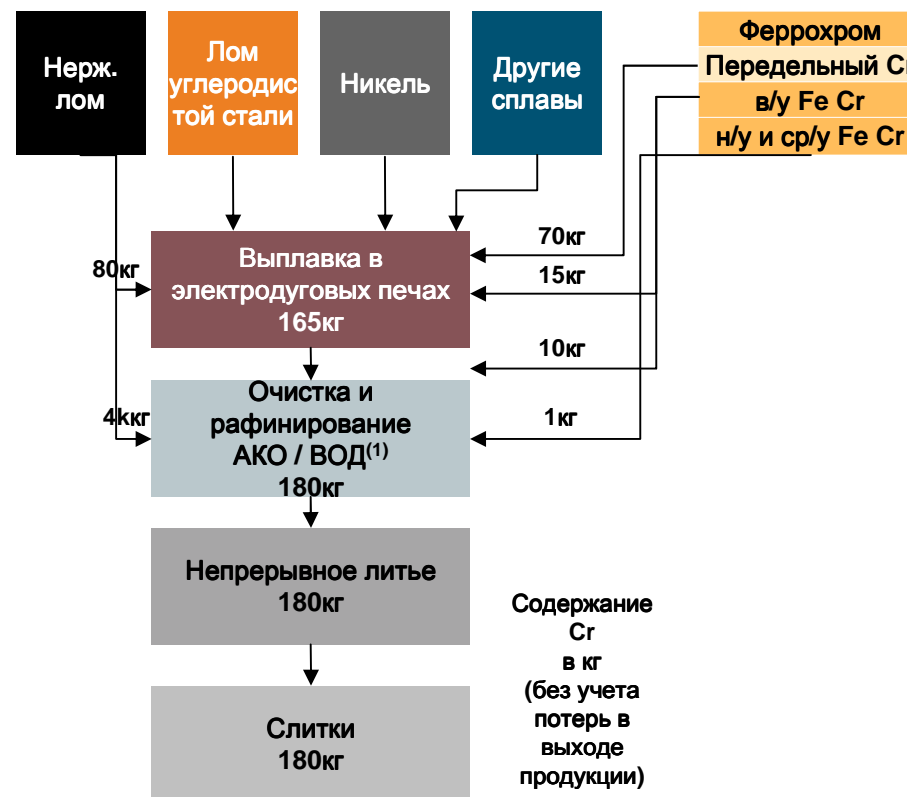 Нерж.
лом
Лом
углеродис
той стали
Никель
Другие
сплавы
Феррохром
Передельный C
в/у Fe Cr
н/у и ср/у Fe Cr
70кг
Выплавка в
электродуговых печах
165кг
80кг
15кг
10кг
Очистка и
рафинирование
АКО / ВОД(1)
180кг
4kкг
1кг
Непрерывное литье
180кг
Содержание
Cr
в кг
(без учета
потерь в
выходе
продукции)
Слитки
180кг